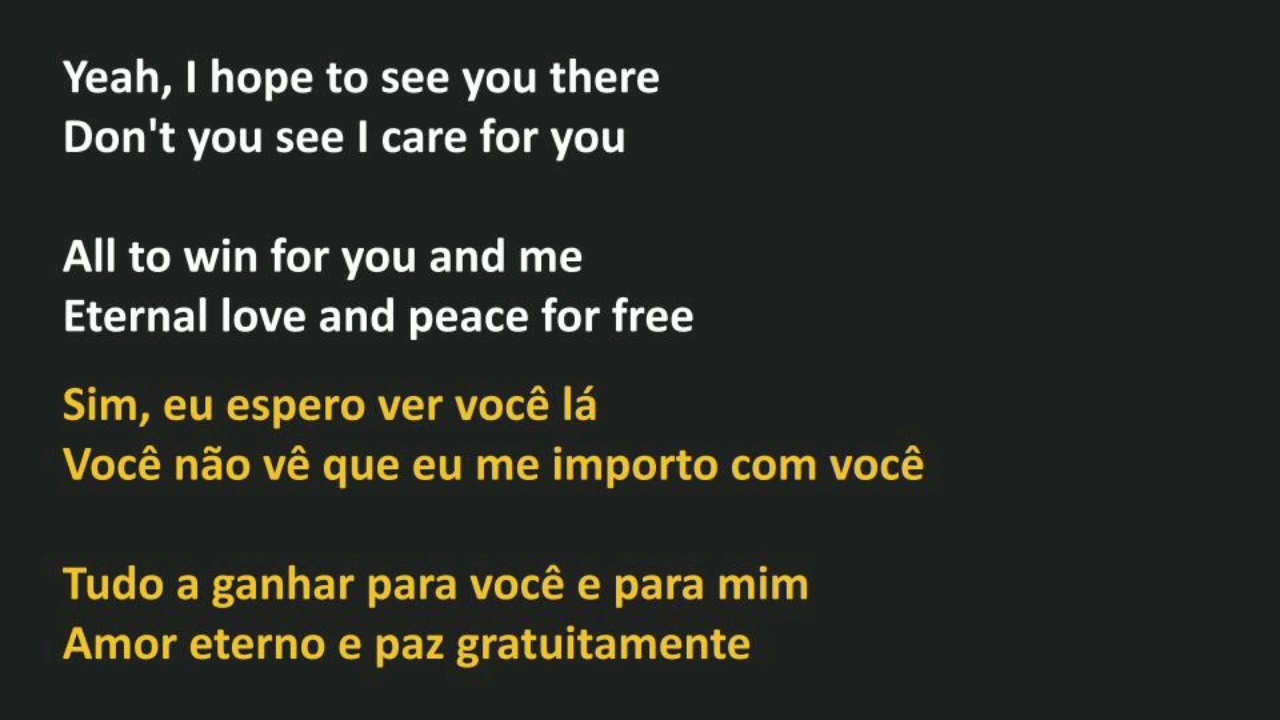 Yeah, I hope to see you there
Don't you see I care for you
All to win for you and me
Eternal love and peace for free
Sim, eu espero ver você lá
Você não vê que eu me importo com você
Tudo a ganhar para você e para mim
Amor eterno e paz gratuitamente